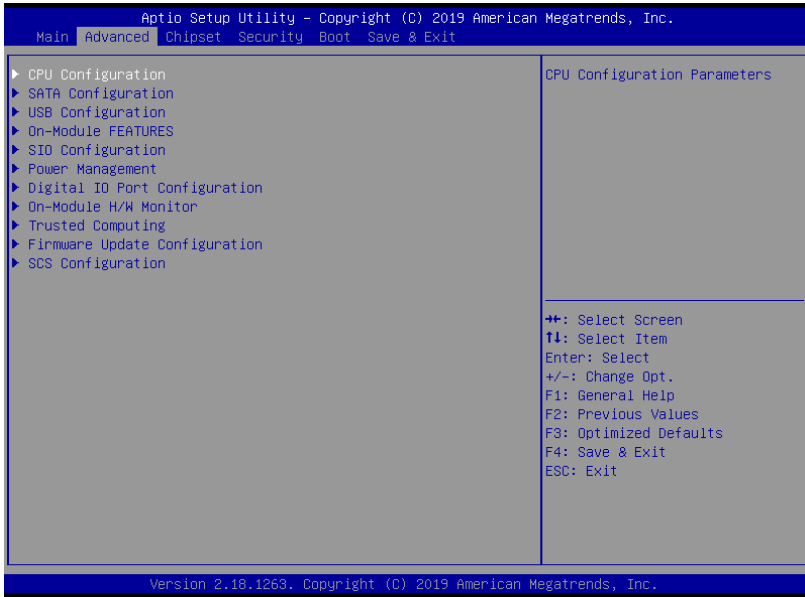 Aptio Setup Utility – Copyright (C) 2019 American Megatrends, Inc.
Main Advanced Chipset Security Boot Save & Exit
CPU Configuration
SATA Configuration
USB Configuration
On-Module FEATURES
SIO Configuration
Power Management
Digital IO Port Configuration
On-Module H/W Monitor
Trusted Computing
Firmware Update Configuration
SCS Configuration
CPU Configuration Parameters
→←: Select Screen
↑↓: Select Item
Enter: Select
+/-: Change Opt.
F1: General Help
F2: Previous Values
F3: Optimized Defaults
F4: Save & Exit
ESC: Exit
Version 2.18.1263. Copyright (C) 2019 American Megatrends, Inc.